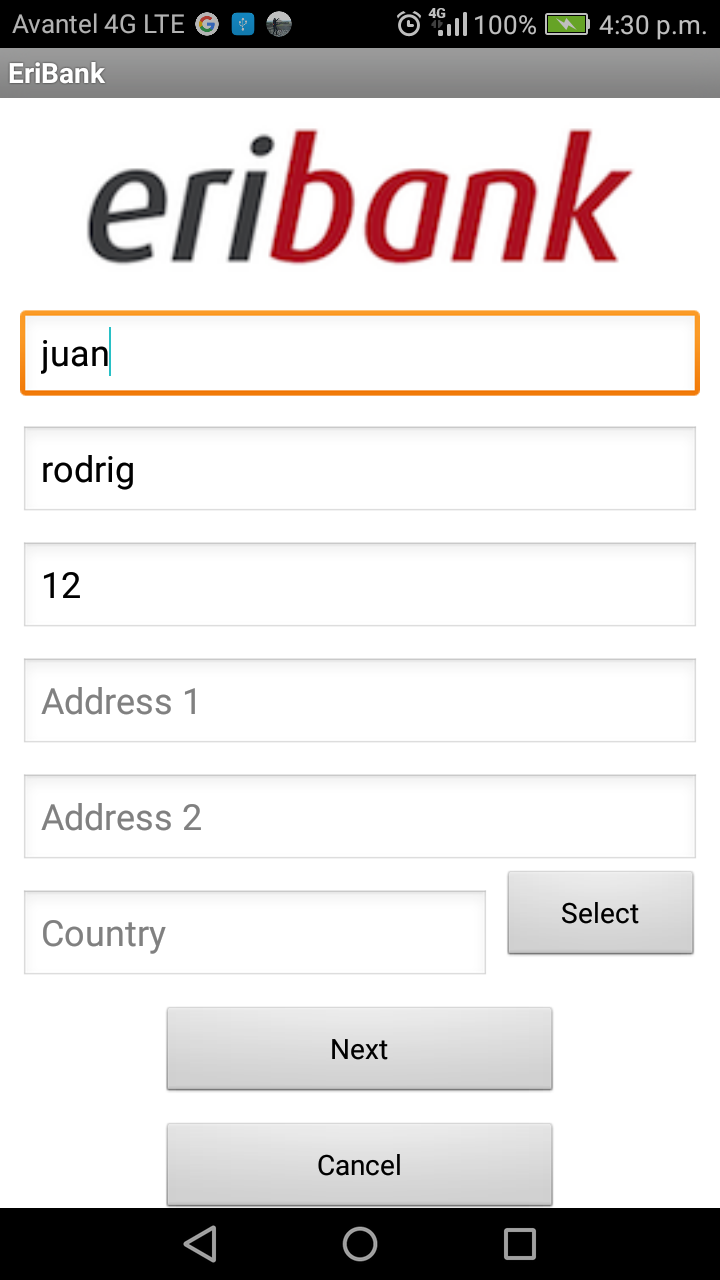 Avantel 4G LTE 4G 100% 4:30 p.m.
EriBank
eribank
juan
rodrig
12
Address 1
Address 2
Country
Select
Next
Cancel